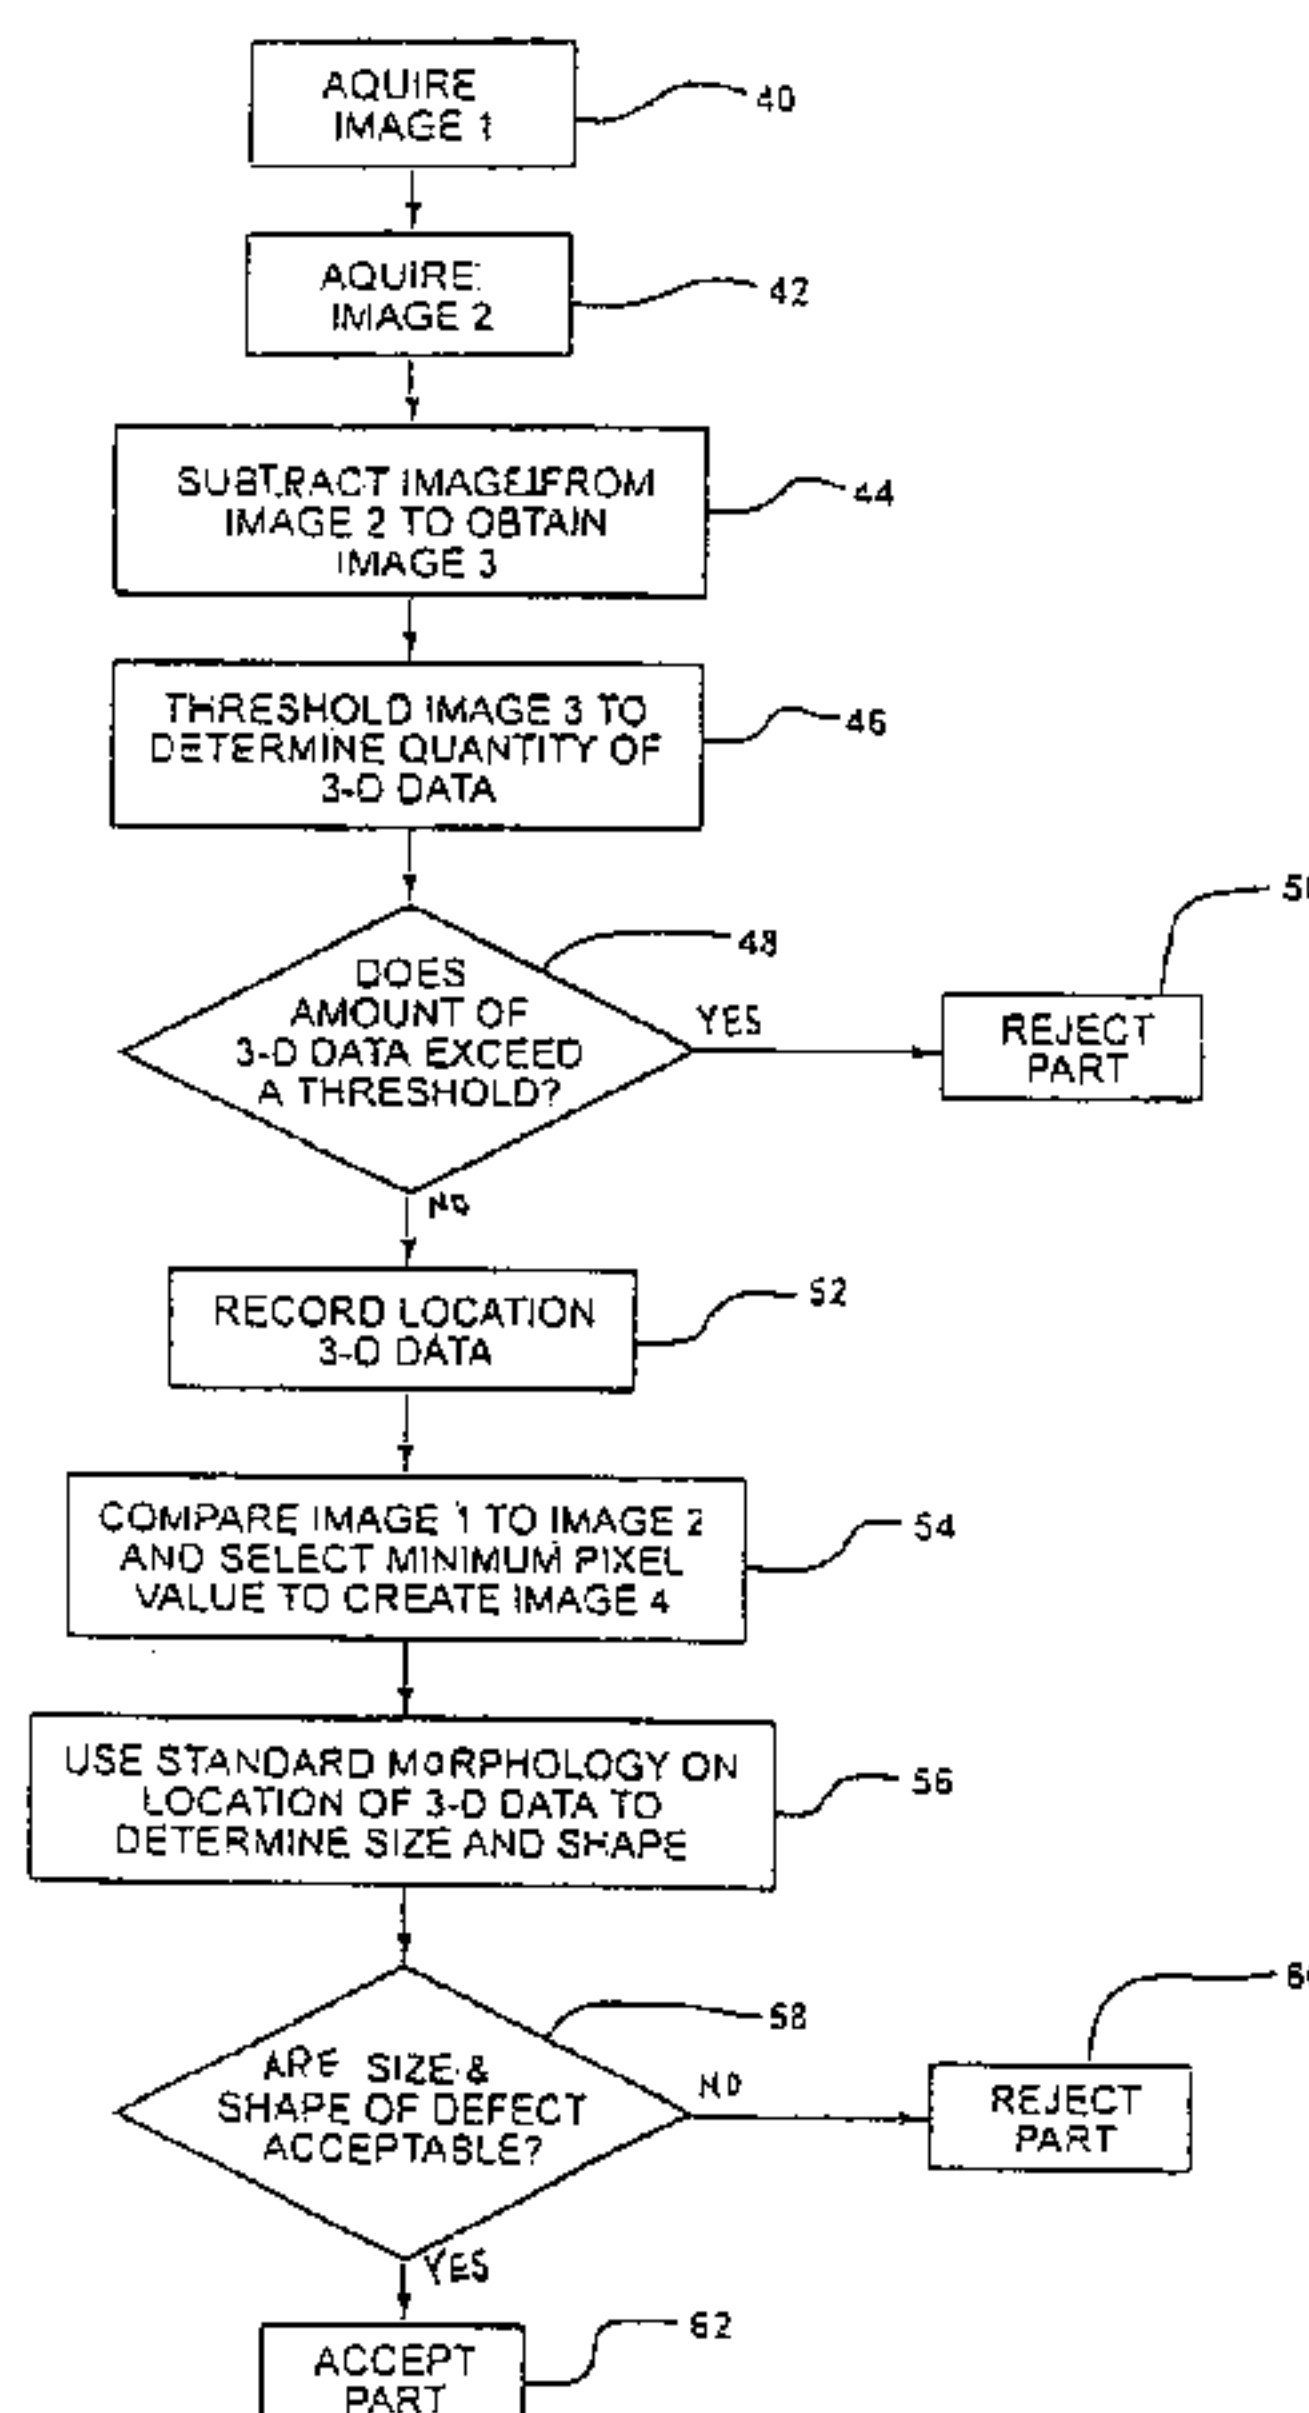 AQUIRE
IMAGE 1
40
AQUIRE
IMAGE 2
42
SUBTRACT IMAGE 1 FROM
IMAGE 2 TO OBTAIN
IMAGE 3
44
THRESHOLD IMAGE 3 TO
DETERMINE QUANTITY OF
3-D DATA
46
DOES
AMOUNT OF
3-D DATA EXCEED
A THRESHOLD?
48
YES
REJECT
PART
NO
RECORD LOCATION
3-D DATA
52
COMPARE IMAGE 1 TO IMAGE 2
AND SELECT MINIMUM PIXEL
VALUE TO CREATE IMAGE 4
54
USE STANDARD MORPHOLOGY ON
LOCATION OF 3-D DATA TO
DETERMINE SIZE AND SHAPE
56
ARE SIZE &
SHAPE OF DEFECT
ACCEPTABLE?
58
NO
REJECT
PART
YES
ACCEPT
PART
62